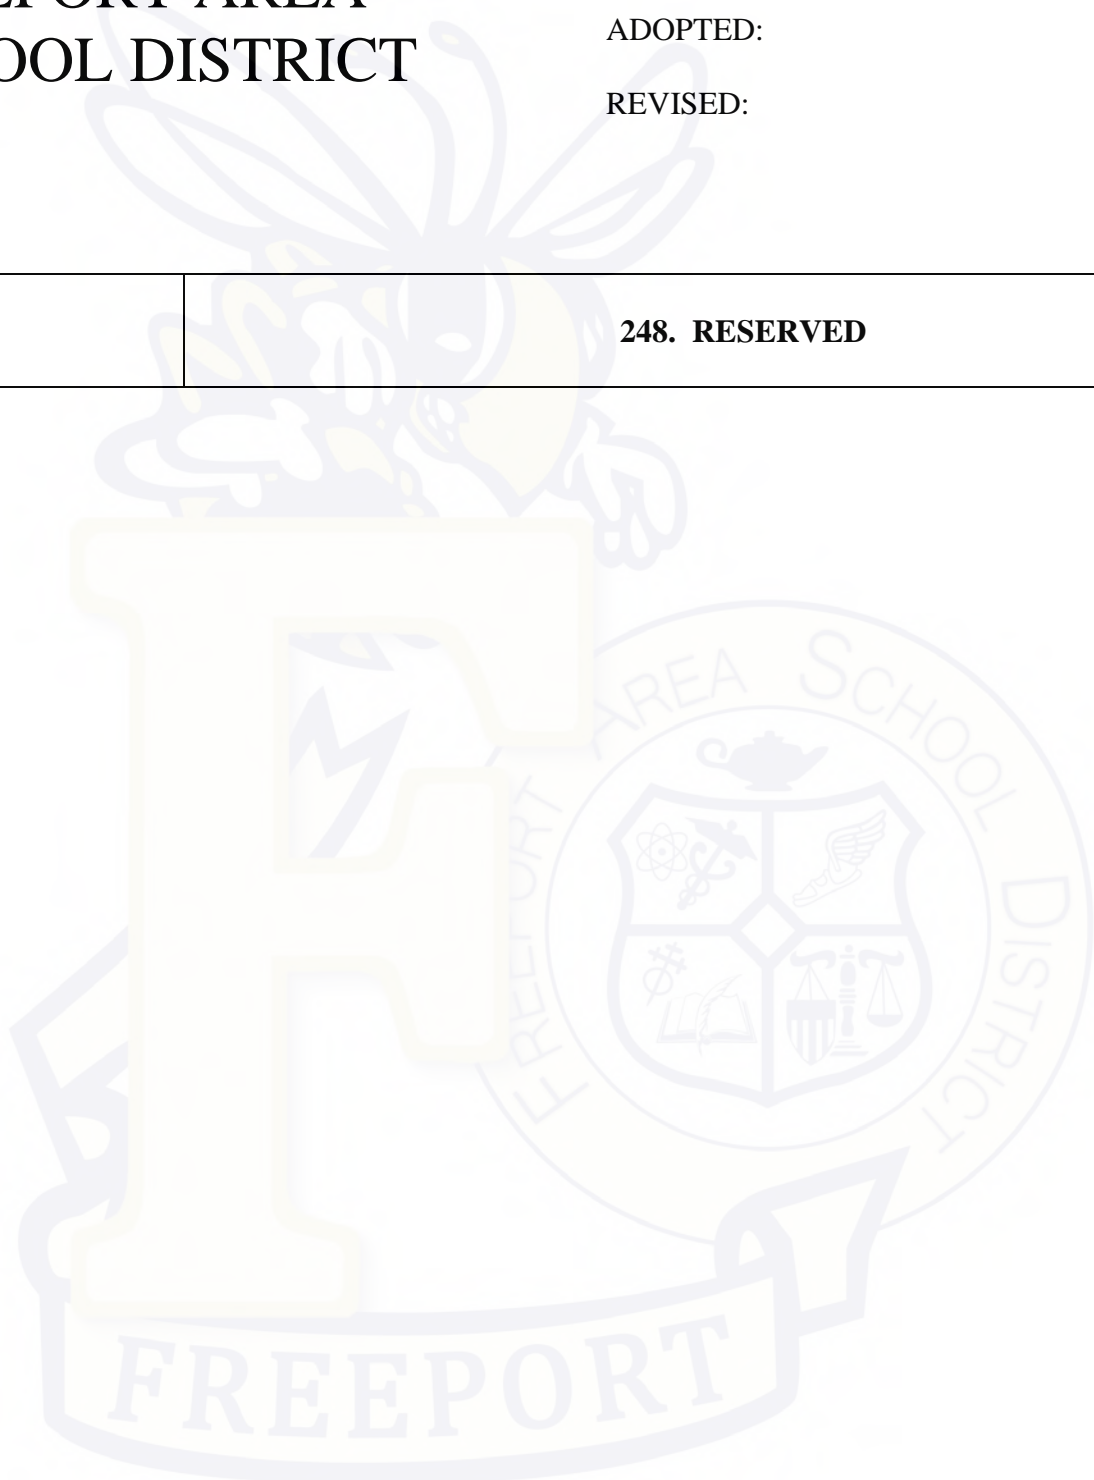 EPORT AREA
OOL DISTRICT
ADOPTED:
REVISED:
248. RESERVED
FREEPORT AREA SCHOOL DISTRICT
FREEPORT